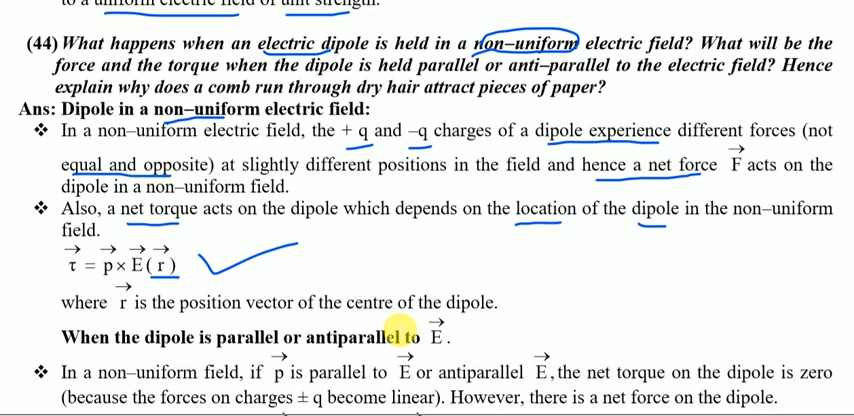 to a uniform electric field of unit strength.
(44) What happens when an electric dipole is held in a non–uniform electric field? What will be the
force and the torque when the dipole is held parallel or anti–parallel to the electric field? Hence
explain why does a comb run through dry hair attract pieces of paper?
Ans: Dipole in a non–uniform electric field:
❖ In a non–uniform electric field, the + q and –q charges of a dipole experience different forces (not
equal and opposite) at slightly different positions in the field and hence a net force F⃗ acts on the
dipole in a non–uniform field.
❖ Also, a net torque acts on the dipole which depends on the location of the dipole in the non–uniform
field.
τ⃗ = p⃗ × E⃗ (r⃗)
where r⃗ is the position vector of the centre of the dipole.
When the dipole is parallel or antiparallel to E⃗ .
❖ In a non–uniform field, if p⃗ is parallel to E⃗ or antiparallel E⃗, the net torque on the dipole is zero
(because the forces on charges ± q become linear). However, there is a net force on the dipole.